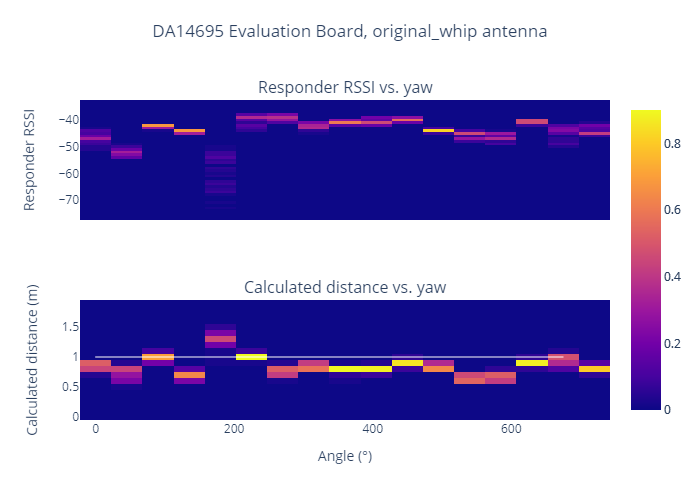 DA14695 Evaluation Board, original_whip antenna
Responder RSSI vs. yaw
Responder RSSI
−40
−50
−60
−70
Calculated distance vs. yaw
Calculated distance (m)
1.5
1
0.5
0
0
200
400
600
Angle (°)
0.8
0.6
0.4
0.2
0